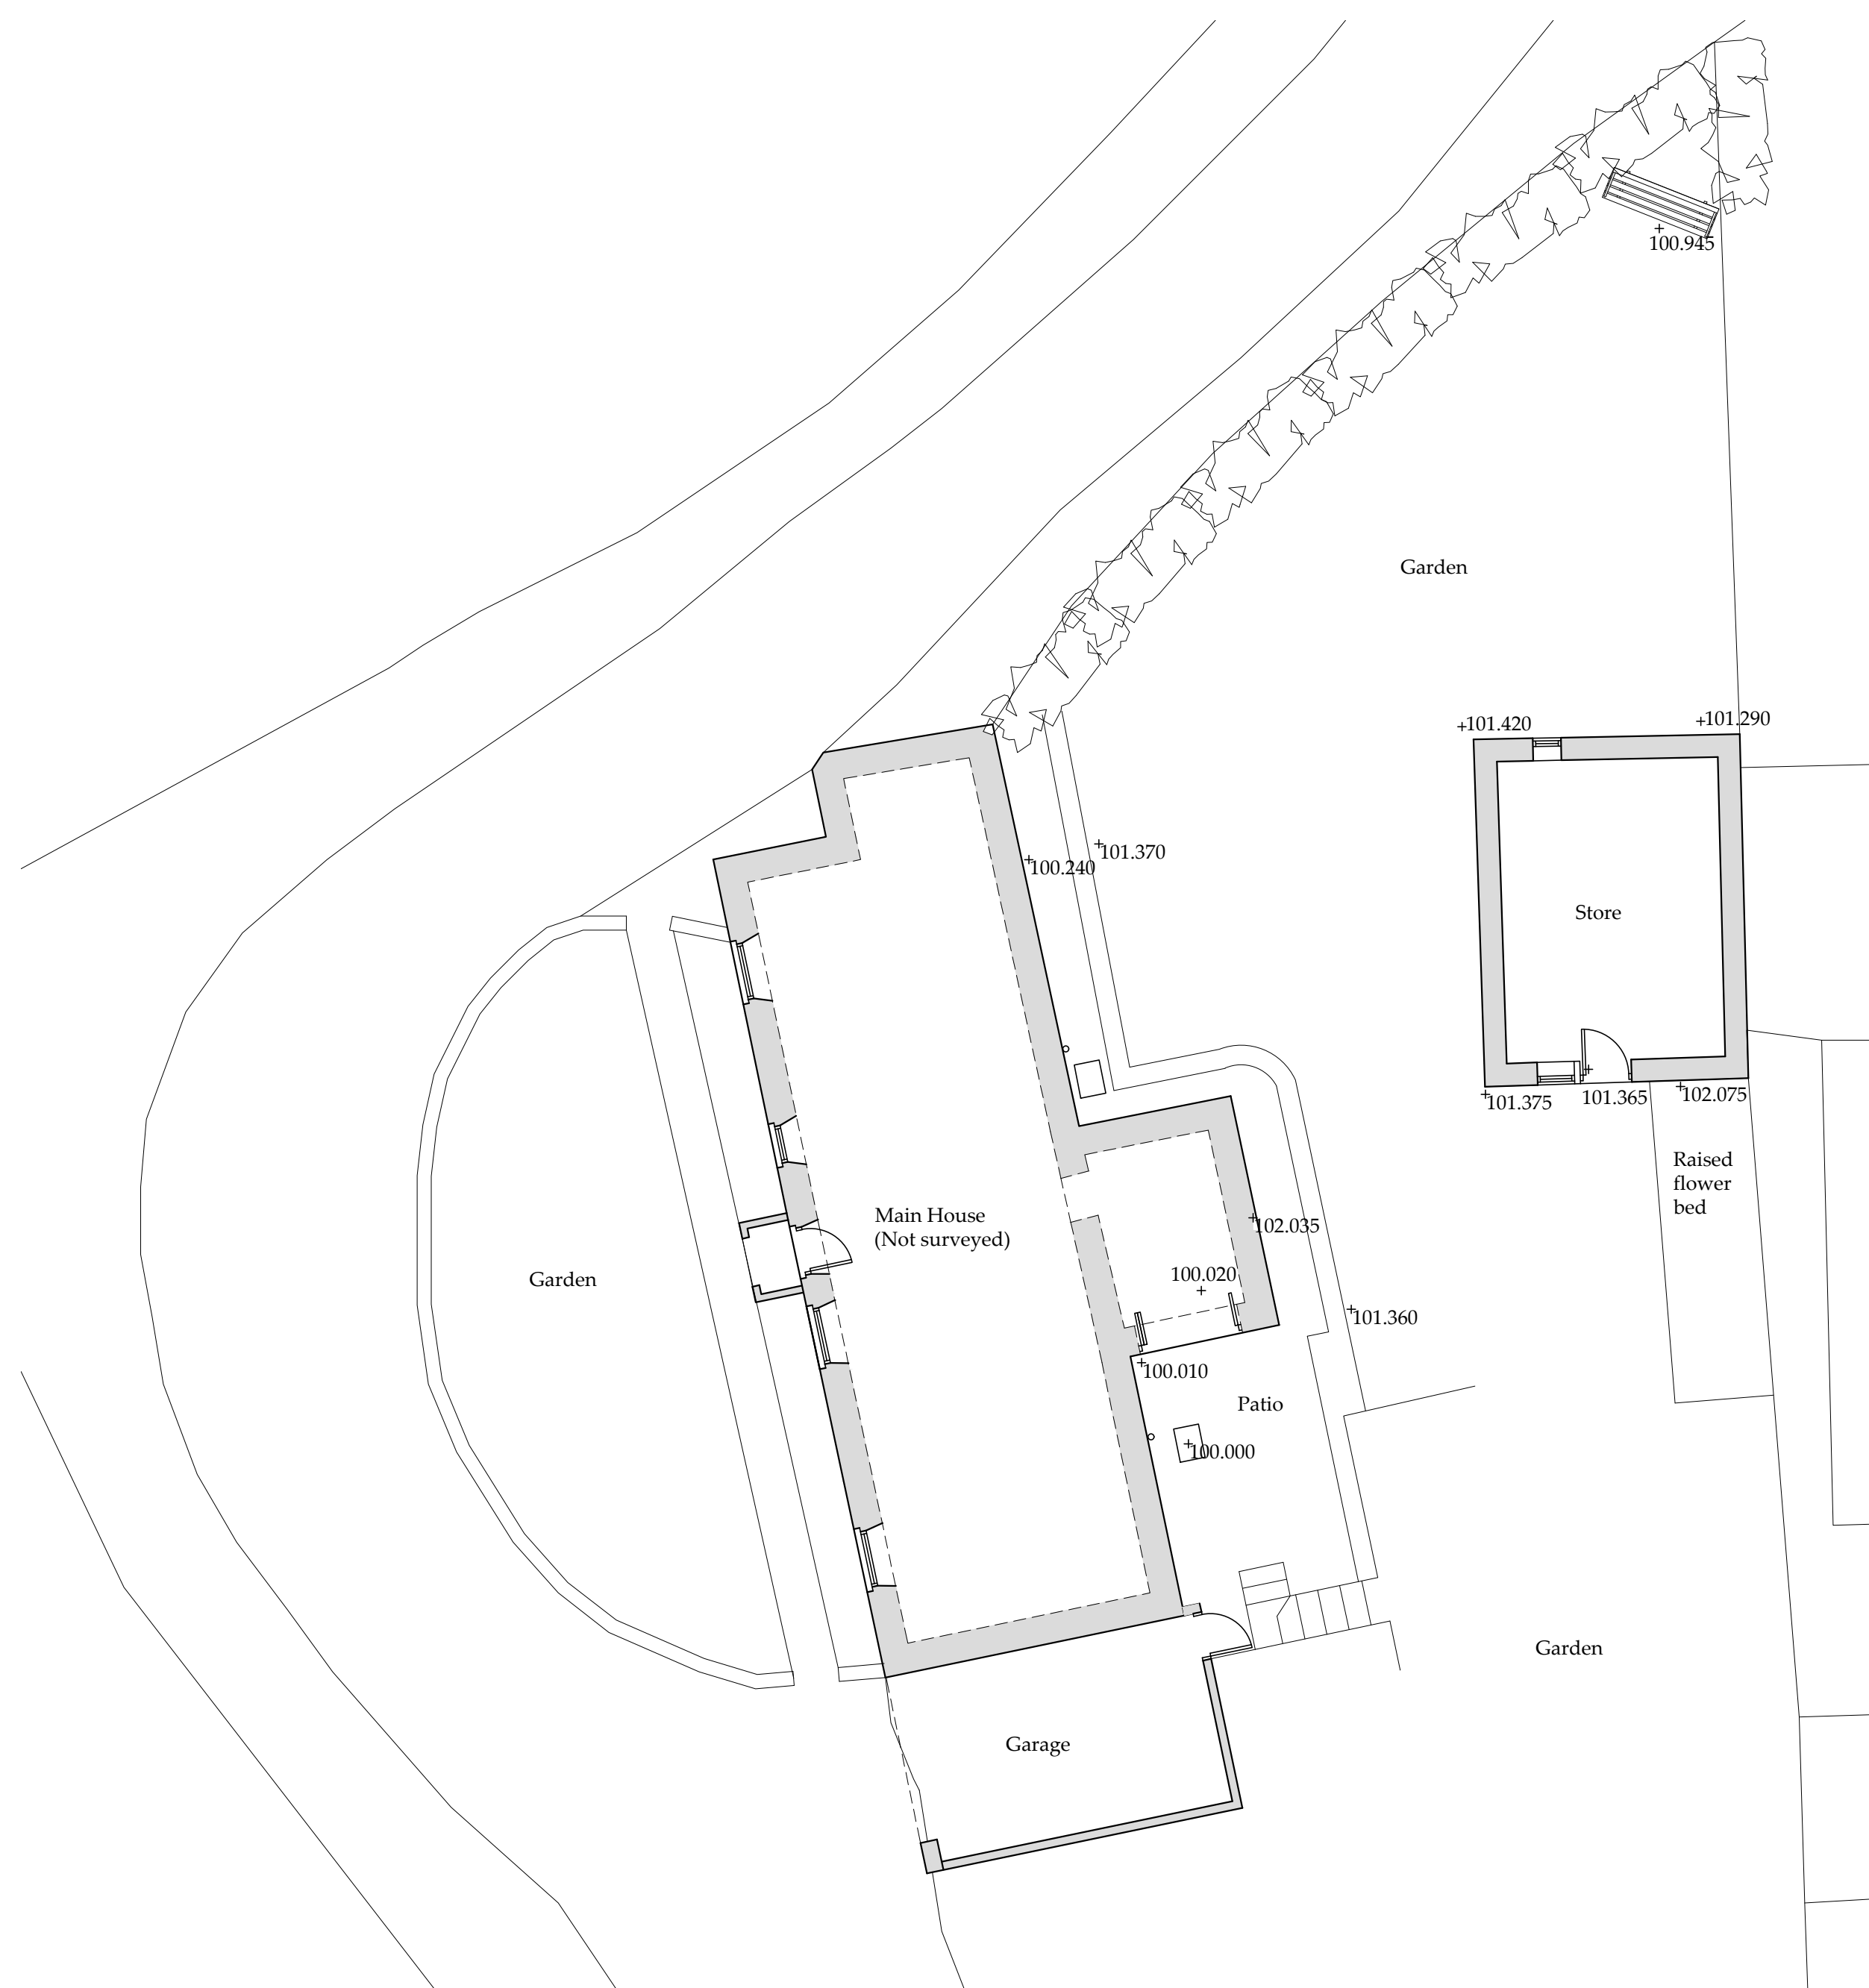 100.945
Garden
101.420
101.290
101.370
100.240
Store
101.375
101.365
102.075
Raised
flower
bed
Main House
(Not surveyed)
102.035
Garden
100.020
101.360
100.010
Patio
100.000
Garden
Garage